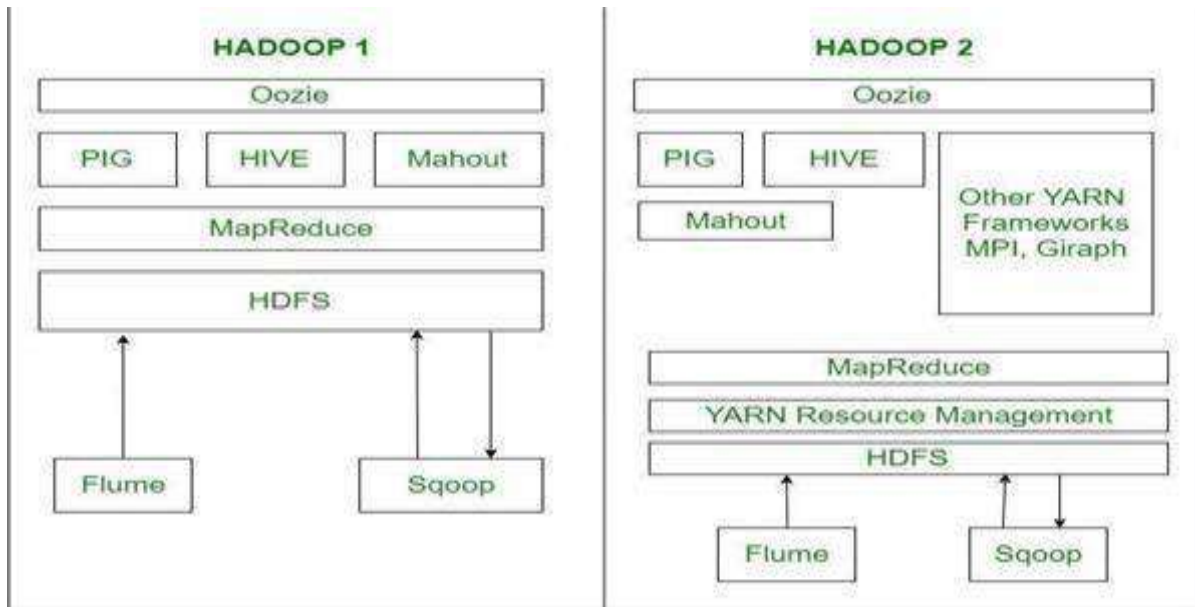 HADOOP 1
Oozie
PIG
HIVE
Mahout
MapReduce
HDFS
Flume
Sqoop
HADOOP 2
Oozie
PIG
HIVE
Mahout
Other YARN
Frameworks
MPI, Giraph
MapReduce
YARN Resource Management
HDFS
Flume
Sqoop